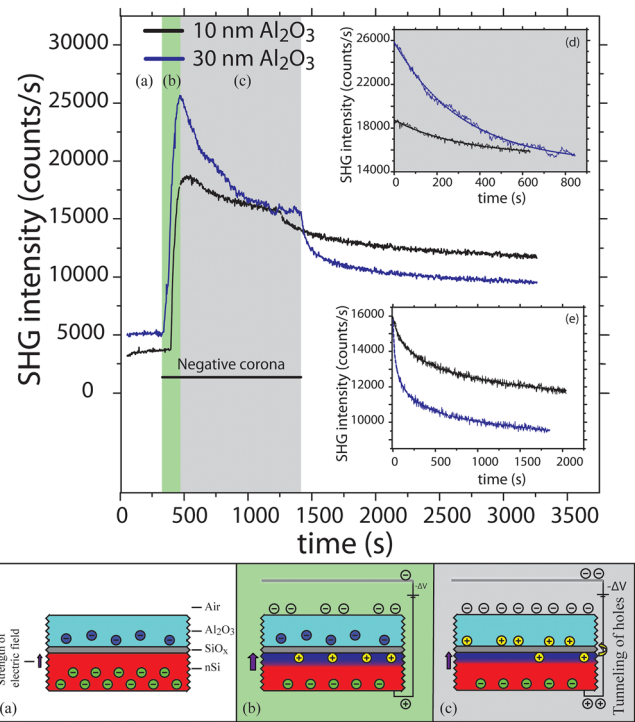 10 nm Al₂O₃
30 nm Al₂O₃
(a) (b) (c)
SHG intensity (counts/s)
30000
25000
20000
15000
10000
5000
0
Negative corona
0 500 1000 1500 2000 2500 3000 3500
time (s)
(d)
SHG intensity (counts/s)
26000
22000
18000
14000
0 200 400 600 800
time (s)
(e)
SHG intensity (counts/s)
16000
14000
12000
10000
0 500 1000 1500 2000
time (s)
Strength of
electric field
Air
Al₂O₃
SiOₓ
nSi
(a)
-ΔV
(b)
-ΔV
Tunneling of holes
(c)